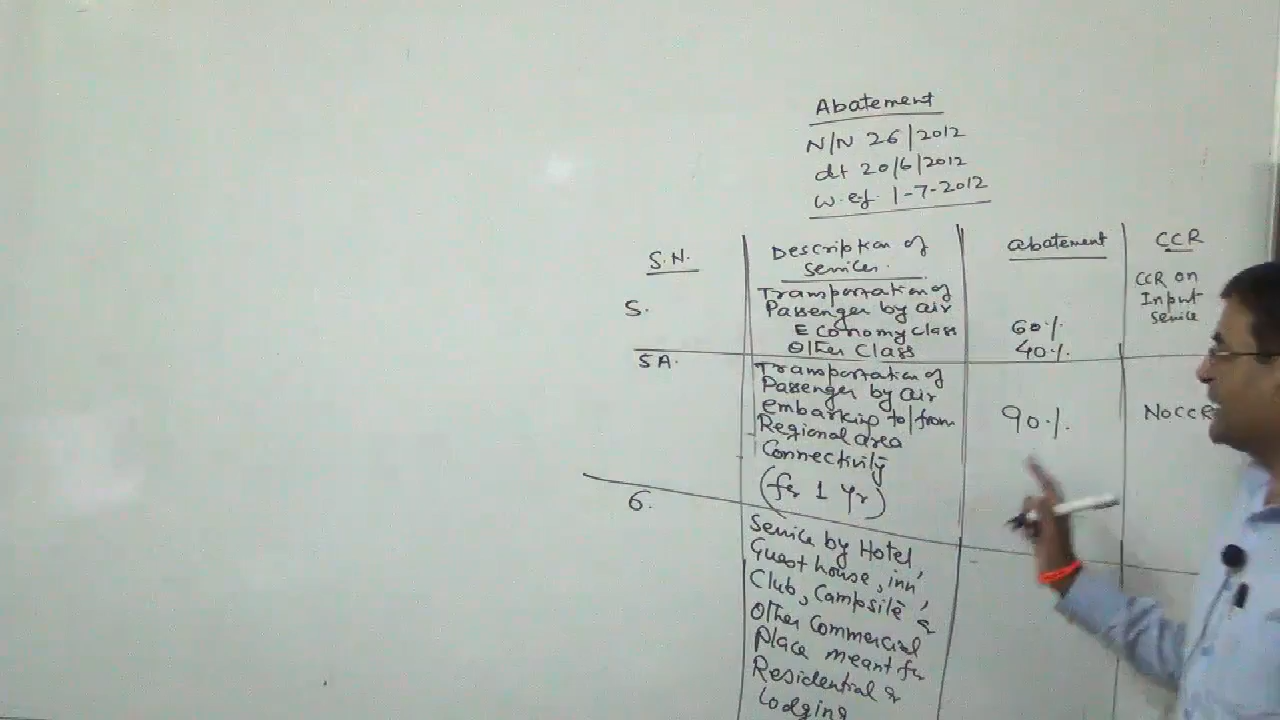 Abatement
N/N 26/2012
dt 20/6/2012
w.e.f. 1-7-2012
S.N.
Description of
services.
abatement
CCR
5.
Transportation of
Passenger by air
Economy class
Other Class
60%.
40%.
CCR on
Input
Service
5A.
Transportation of
Passenger by air
embarking to/from
Regional area
Connectivity
(for 1 Yr)
90%.
No CCR
6.
Service by Hotel,
Guest house, inn,
Club, Campsite &
Other Commercial
Place meant for
Residential &
Lodging